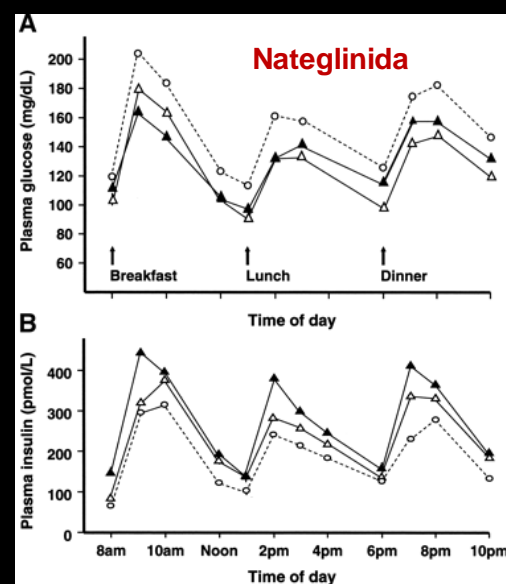 A
Nateglinida
Plasma glucose (mg/dL)
200
180
160
140
120
100
80
60
Breakfast
Lunch
Dinner
Time of day
B
Plasma insulin (pmol/L)
400
300
200
100
0
8am 10am Noon 2pm 4pm 6pm 8pm 10pm
Time of day